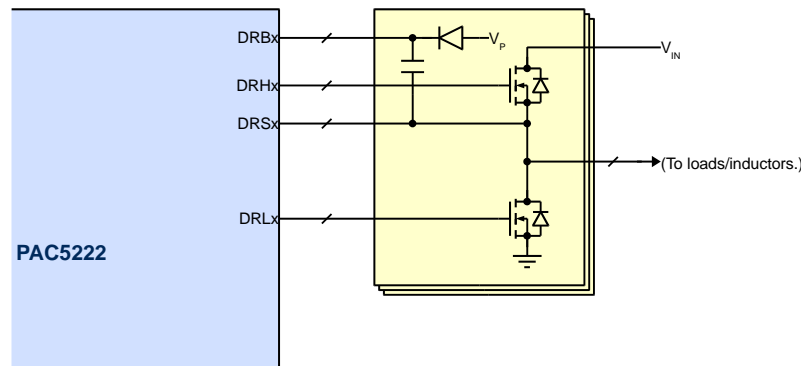 DRBx
V_P
V_IN
DRHx
DRSx
(To loads/inductors.)
DRLx
PAC5222